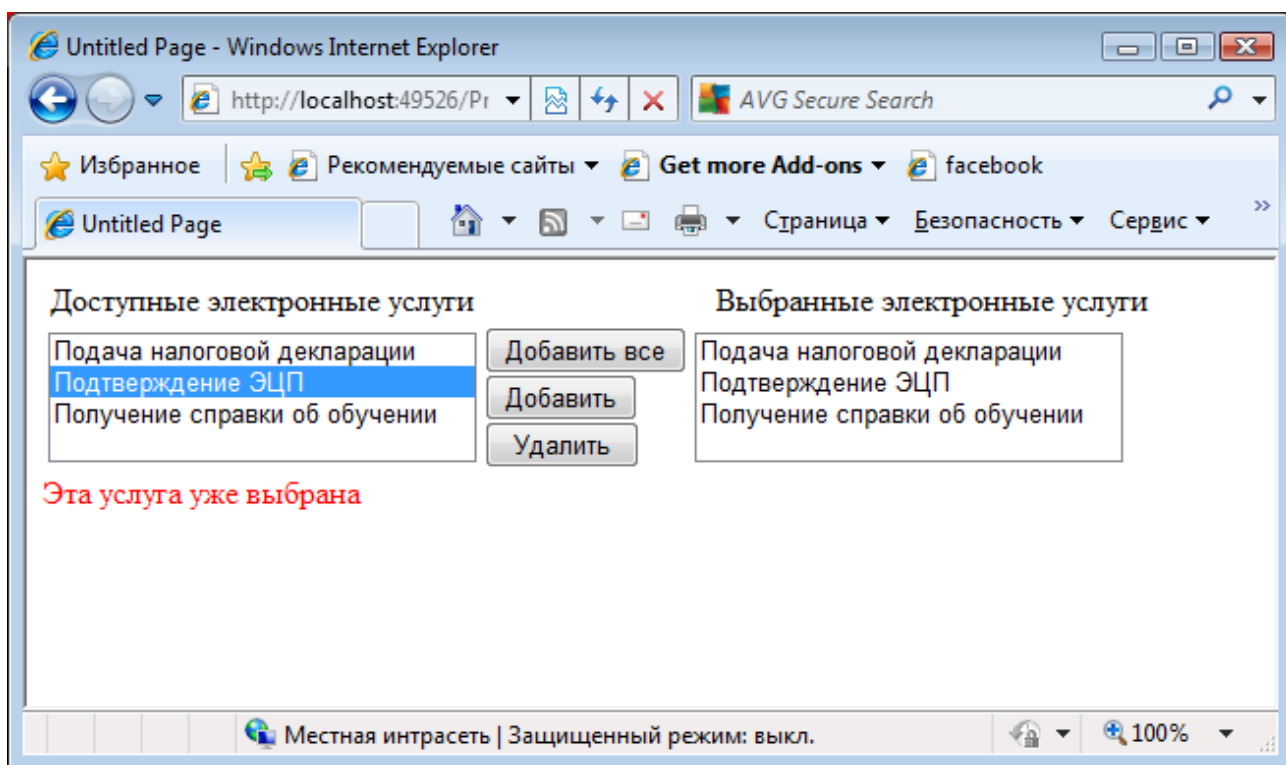 Untitled Page - Windows Internet Explorer
http://localhost:49526/Pr
AVG Secure Search
Избранное Рекомендуемые сайты Get more Add-ons facebook
Untitled Page Страница Безопасность Сервис »
Доступные электронные услуги Выбранные электронные услуги
Подача налоговой декларации Добавить все Подача налоговой декларации
Подтверждение ЭЦП Добавить Подтверждение ЭЦП
Получение справки об обучении Удалить Получение справки об обучении
Эта услуга уже выбрана
Местная интрасеть | Защищенный режим: выкл. 100%